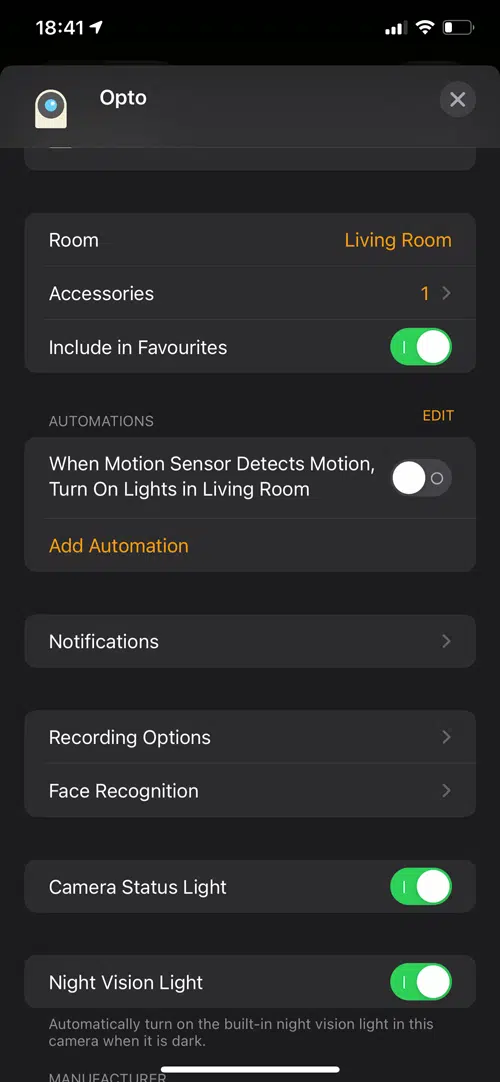 18:41
Opto
Room
Living Room
Accessories
1
Include in Favourites
AUTOMATIONS
EDIT
When Motion Sensor Detects Motion,
Turn On Lights in Living Room
Add Automation
Notifications
Recording Options
Face Recognition
Camera Status Light
Night Vision Light
Automatically turn on the built-in night vision light in this
camera when it is dark.
MANUFACTURER